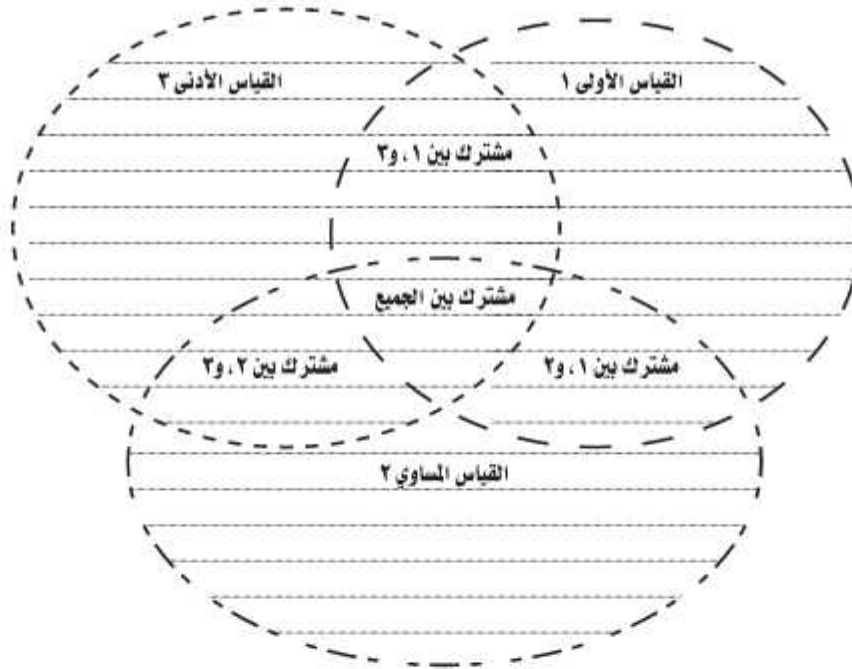 القياس الأولى ١
القياس الأدنى ٣
مشترك بين ١، و٣
مشترك بين الجميع
مشترك بين ١، و٢
مشترك بين ٢، و٣
القياس المساوي ٢